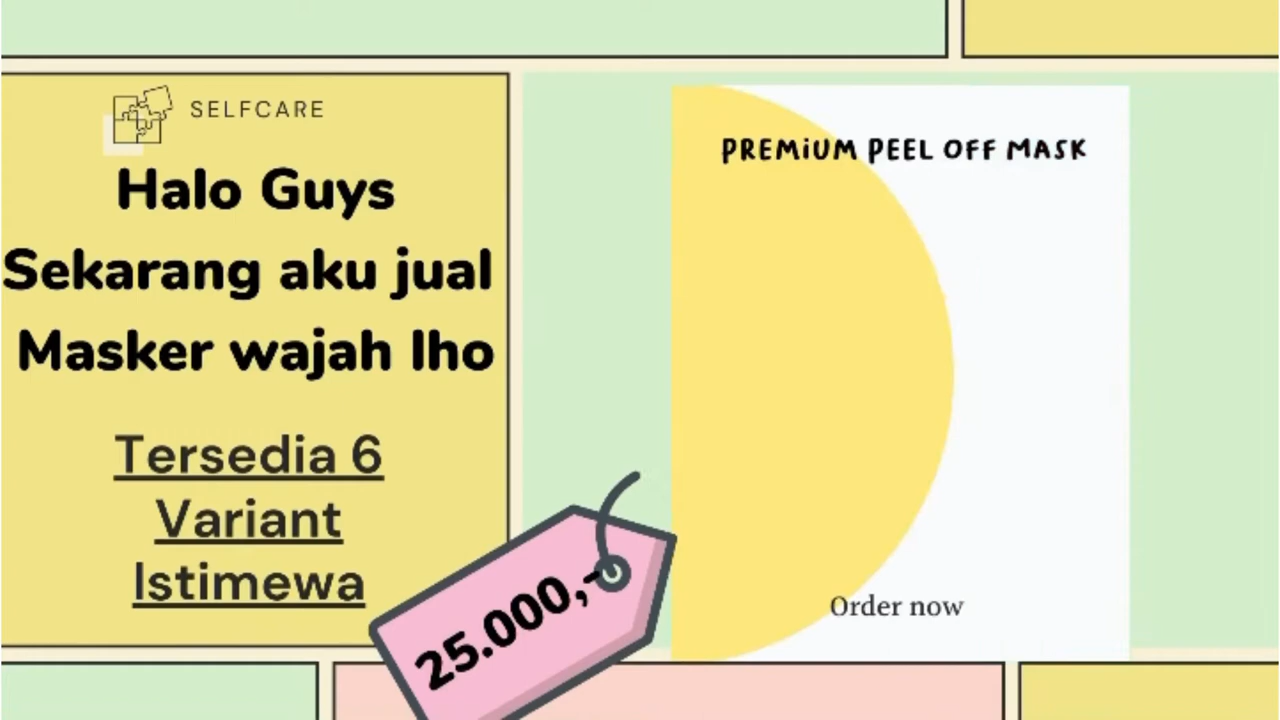 SELFCARE
Halo Guys
Sekarang aku jual
Masker wajah lho
Tersedia 6
Variant
Istimewa
25.000,-
PREMIUM PEEL OFF MASK
Order now